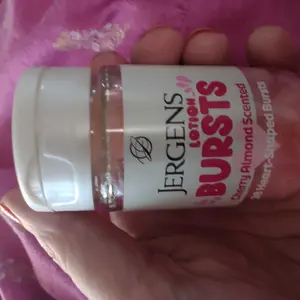 JERGENS
LOTION
BURSTS
Cherry Almond Scented
Heart-Shaped Bursts